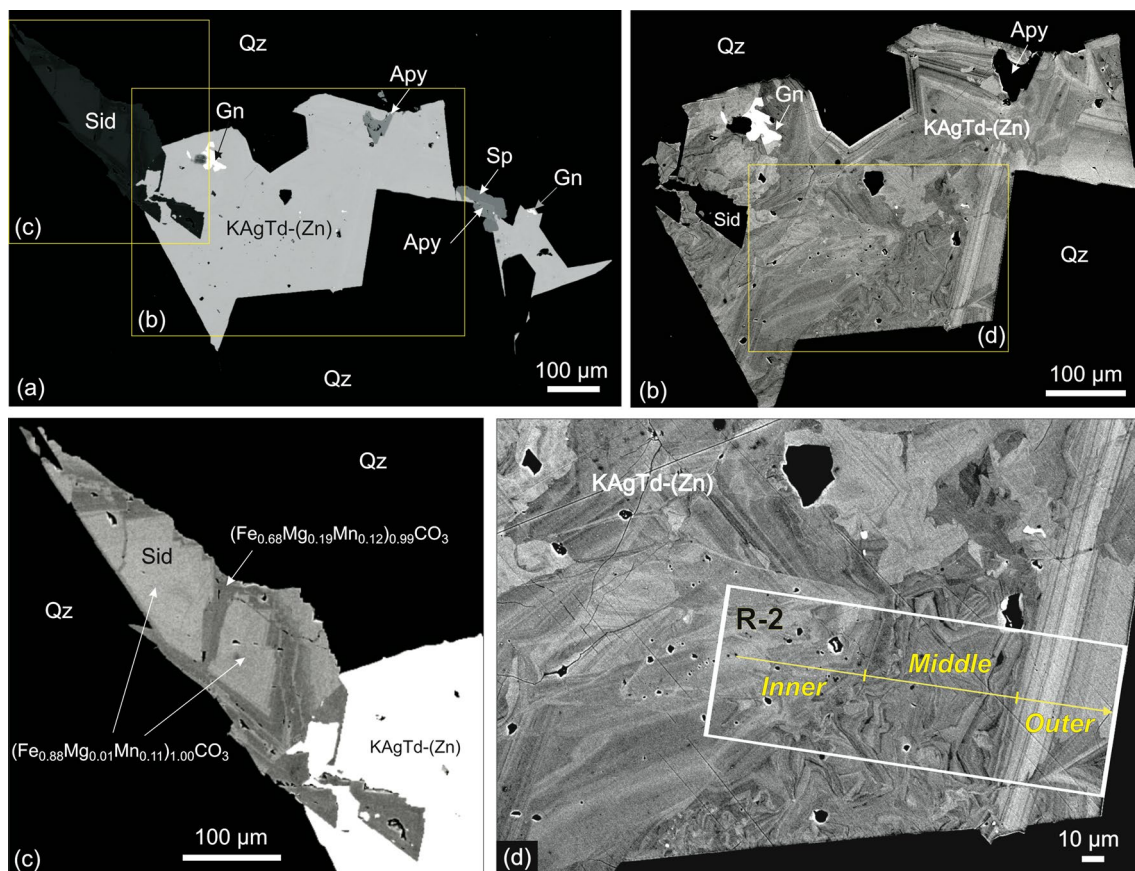 Qz
Apy
Gn
Sid
Sp
Gn
(c)
KAgTd-(Zn)
Apy
(b)
Qz
(a)
100 µm
Qz
Apy
Gn
KAgTd-(Zn)
Sid
Qz
(d)
(b)
100 µm
Qz
(Fe0.68Mg0.19Mn0.12)0.99CO3
Sid
Qz
(Fe0.88Mg0.01Mn0.11)1.00CO3
KAgTd-(Zn)
100 µm
(c)
KAgTd-(Zn)
R-2
Middle
Inner
Outer
10 µm
(d)